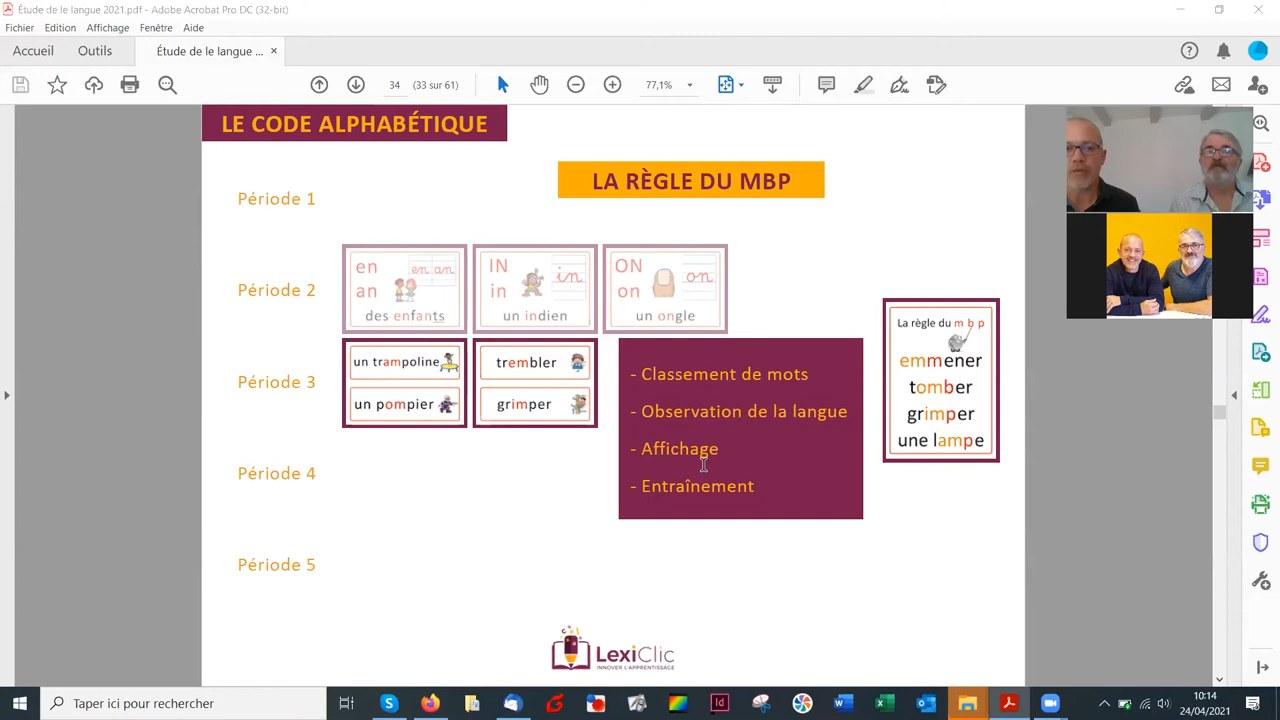 Étude de le langue 2021.pdf - Adobe Acrobat Pro DC (32-bit)
Fichier Edition Affichage Fenêtre Aide
Accueil Outils Étude de le langue ... ×
34 (33 sur 61) 77,1%
LE CODE ALPHABÉTIQUE
LA RÈGLE DU MBP
Période 1
Période 2
en
an
en an
des enfants
IN
in
in
un indien
ON
on
on
un ongle
Période 3
un trampoline
un pompier
trembler
grimper
- Classement de mots
- Observation de la langue
- Affichage
- Entraînement
La règle du m b p
emmener
tomber
grimper
une lampe
Période 4
Période 5
LexiClic
INNOVER L'APPRENTISSAGE
Taper ici pour rechercher
10:14
24/04/2021